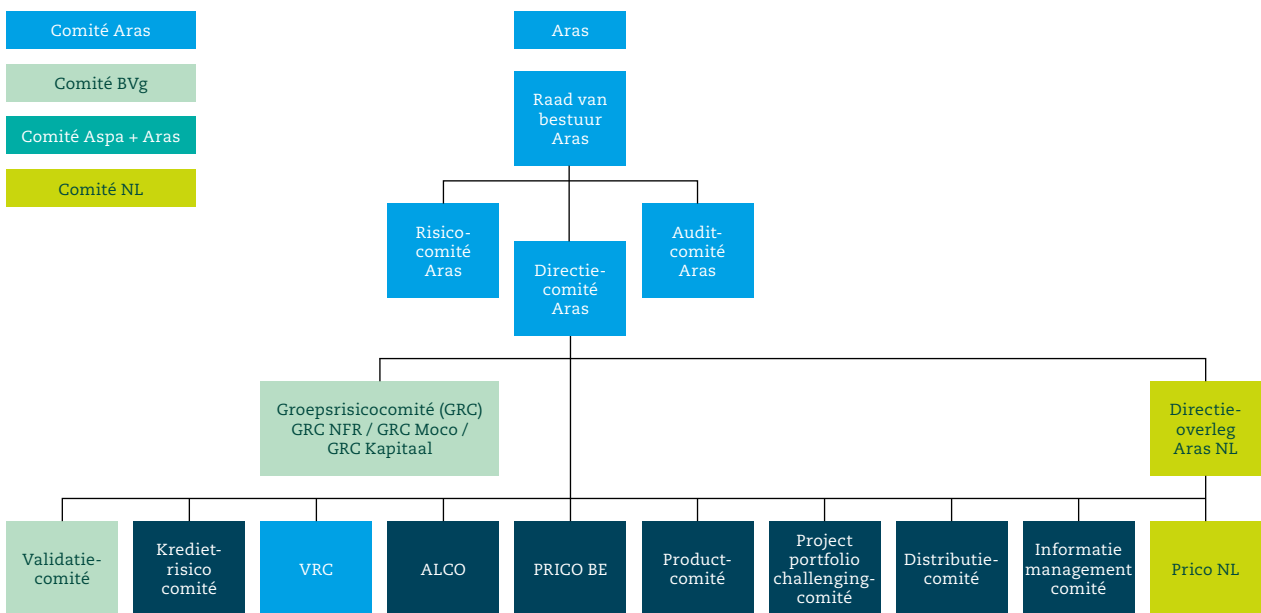 Comité Aras
Comité BVg
Comité Aspa + Aras
Comité NL
Aras
Raad van
bestuur
Aras
Risico-
comité
Aras
Directie-
comité
Aras
Audit-
comité
Aras
Groepsrisicocomité (GRC)
GRC NFR / GRC Moco /
GRC Kapitaal
Directie-
overleg
Aras NL
Validatie-
comité
Krediet-
risico
comité
VRC
ALCO
PRICO BE
Product-
comité
Project
portfolio
challenging-
comité
Distributie-
comité
Informatie
management
comité
Prico NL